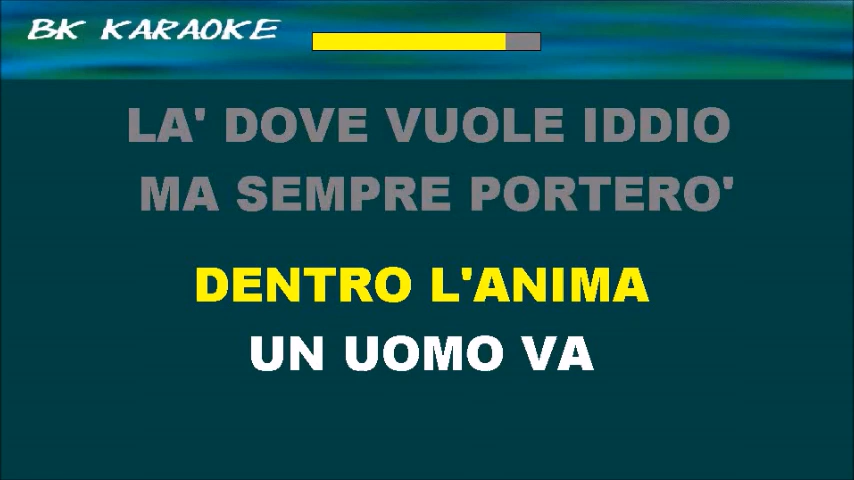 BK KARAOKE
LA' DOVE VUOLE IDDIO
MA SEMPRE PORTERO'
DENTRO L'ANIMA
UN UOMO VA